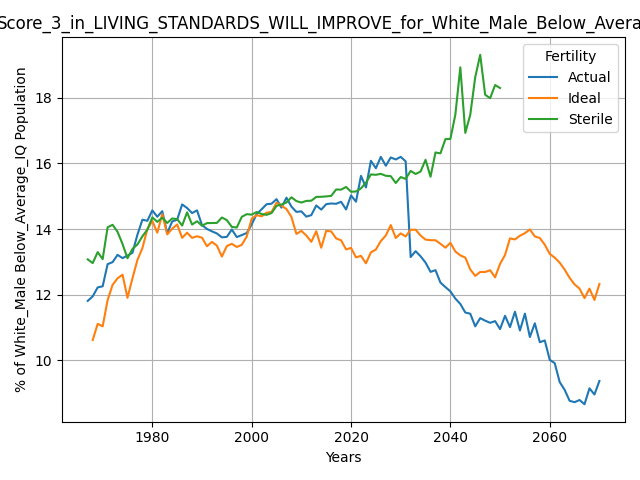 Score_3_in_LIVING_STANDARDS_WILL_IMPROVE_for_White_Male_Below_Avera
Fertility
Actual
Ideal
Sterile
% of White_Male Below_Average_IQ Population
18
16
14
12
10
1980
2000
2020
2040
2060
Years